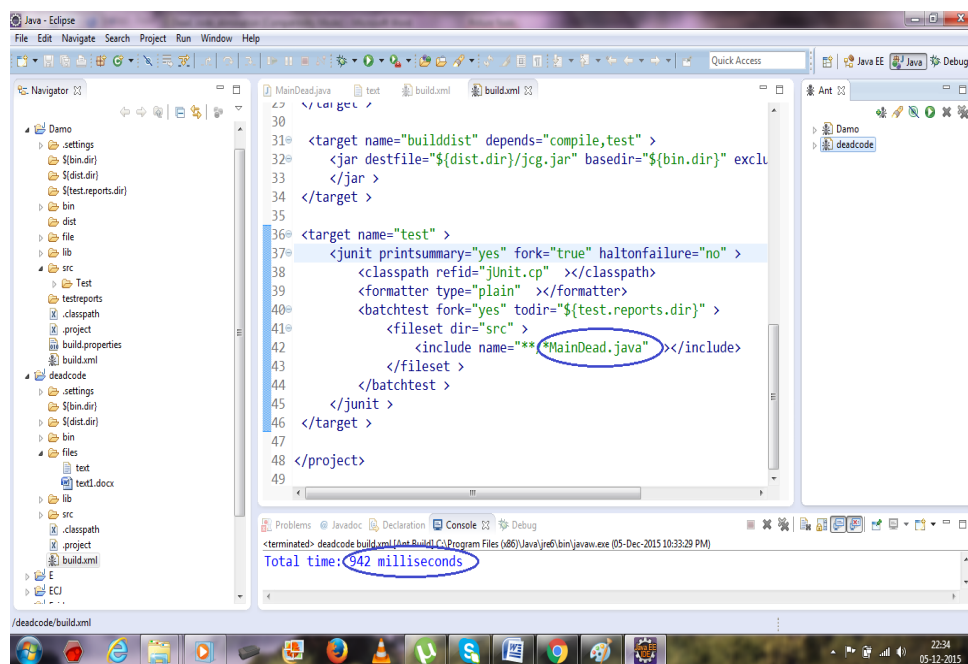 Java - Eclipse
File Edit Navigate Search Project Run Window Help
Quick Access
Java EE
Java
Debug
Navigator
Damo
.settings
${bin.dir}
${dist.dir}
${test.reports.dir}
bin
dist
file
lib
src
Test
testreports
.classpath
.project
build.properties
build.xml
deadcode
.settings
${bin.dir}
${dist.dir}
bin
files
text
text1.docx
lib
src
.classpath
.project
build.xml
E
ECJ
MainDead.java
text
build.xml
build.xml
29 </target >
30
31 <target name="builddist" depends="compile,test" >
32 <jar destfile="${dist.dir}/jcg.jar" basedir="${bin.dir}" exclu
33 </jar >
34 </target >
35
36 <target name="test" >
37 <junit printsummary="yes" fork="true" haltonfailure="no" >
38 <classpath refid="jUnit.cp" ></classpath>
39 <formatter type="plain" ></formatter>
40 <batchtest fork="yes" todir="${test.reports.dir}" >
41 <fileset dir="src" >
42 <include name="**/*MainDead.java" ></include>
43 </fileset >
44 </batchtest >
45 </junit >
46 </target >
47
48 </project>
49
Ant
Damo
deadcode
Problems @ Javadoc Declaration Console Debug
<terminated> deadcode build.xml [Ant Build] C:\Program Files (x86)\Java\jre6\bin\javaw.exe (05-Dec-2015 10:33:29 PM)
Total time: 942 milliseconds
/deadcode/build.xml
22:34
05-12-2015